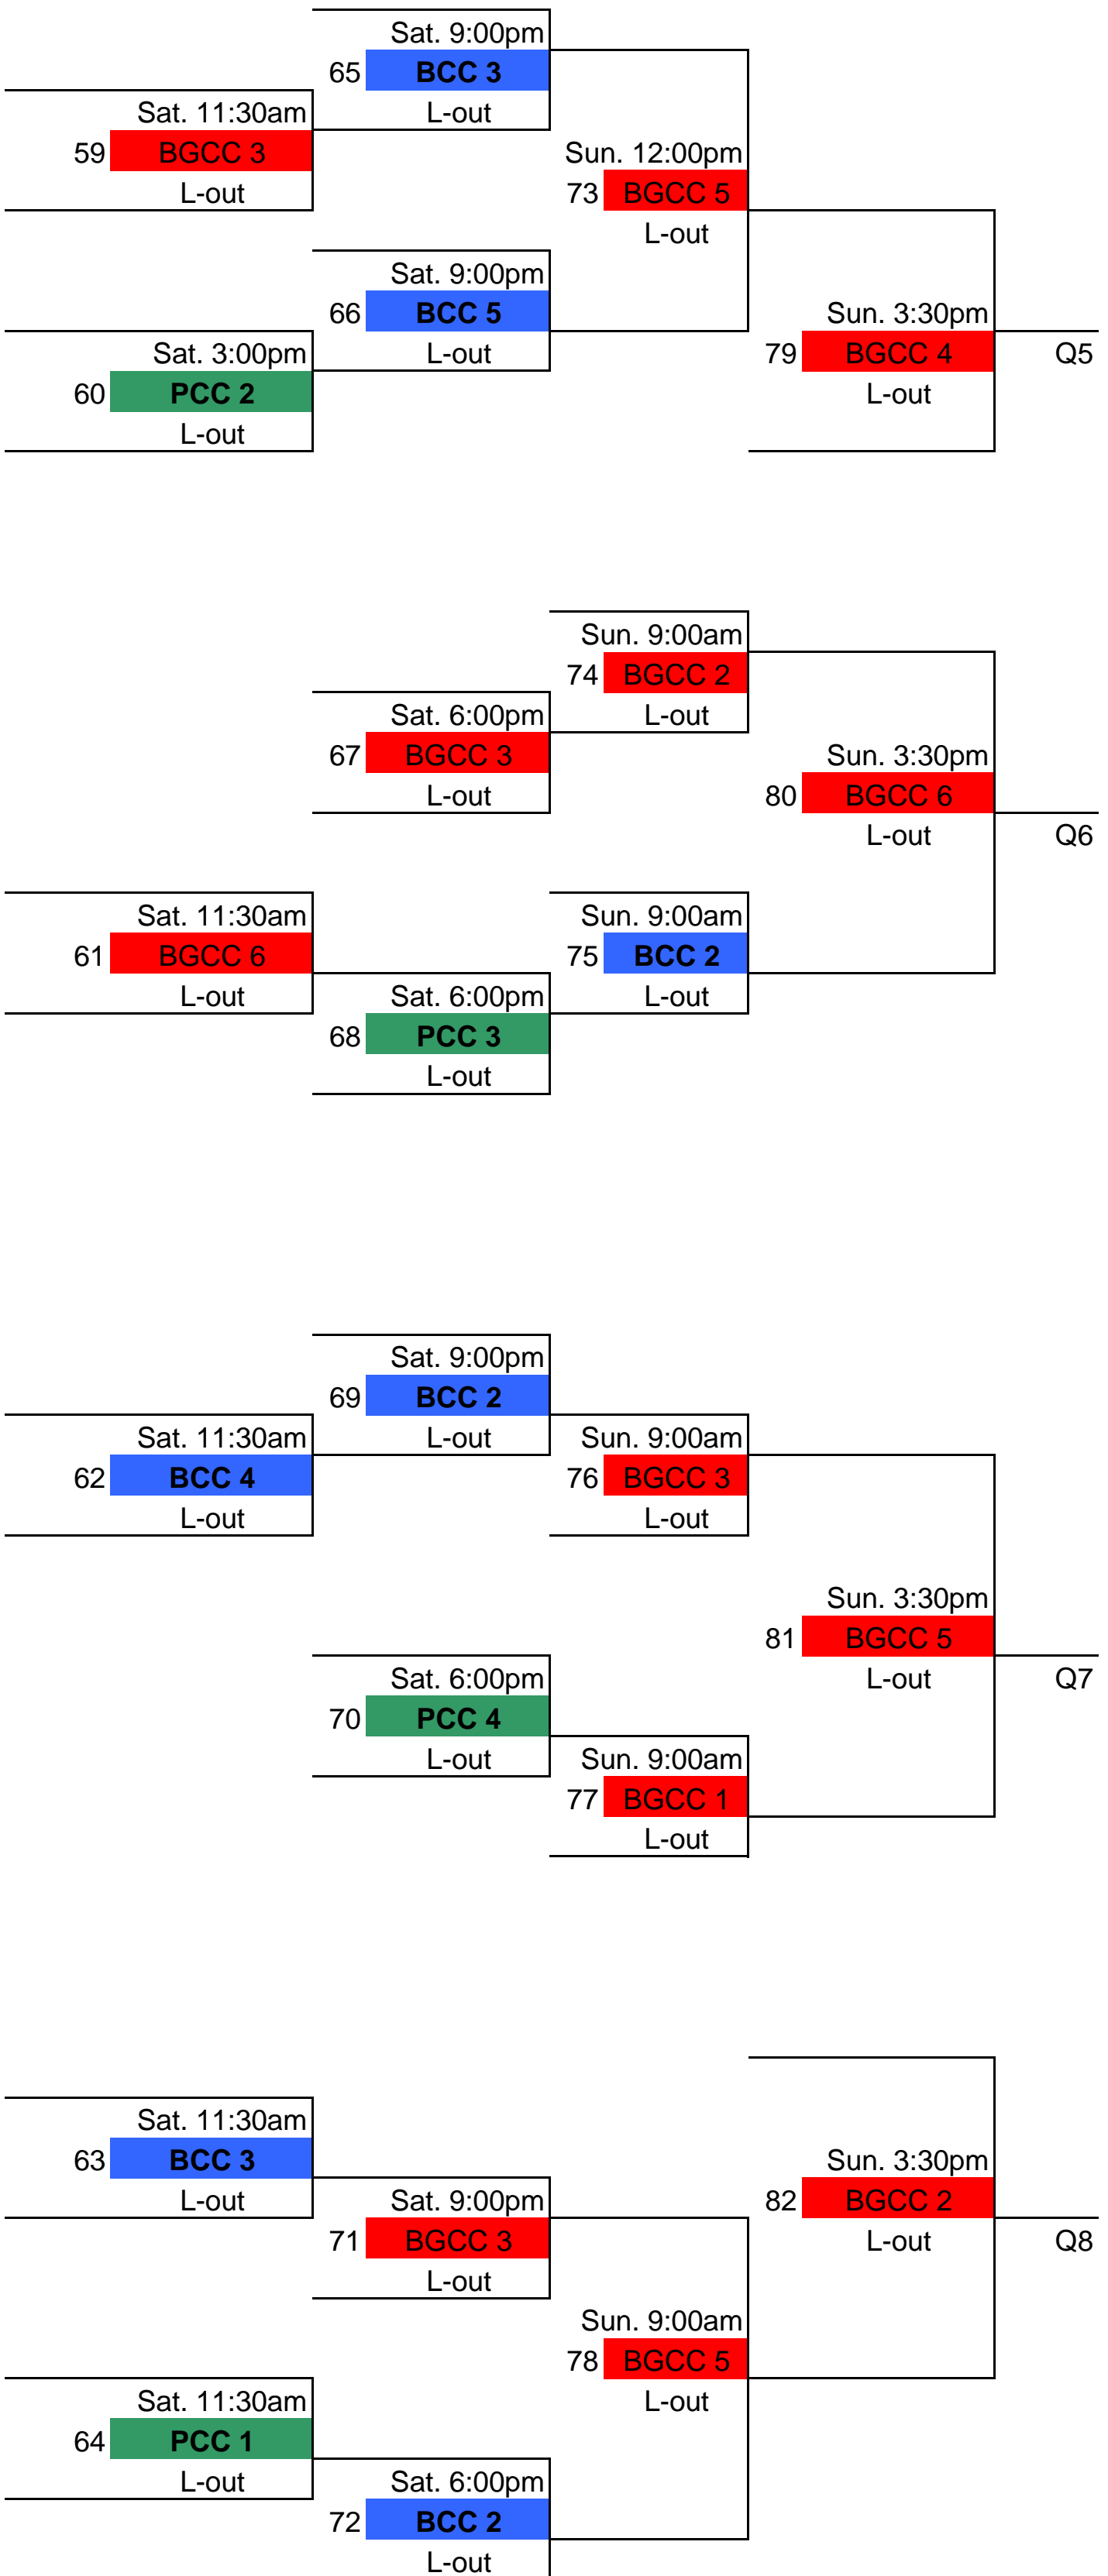 Sat. 9:00pm
65 BCC 3
L-out
Sat. 11:30am
59 BGCC 3
L-out
Sun. 12:00pm
73 BGCC 5
L-out
Sat. 9:00pm
66 BCC 5
L-out
Sat. 3:00pm
60 PCC 2
L-out
Sun. 3:30pm
79 BGCC 4 Q5
L-out
Sun. 9:00am
74 BGCC 2
L-out
Sat. 6:00pm
67 BGCC 3
L-out
Sun. 3:30pm
80 BGCC 6
L-out Q6
Sat. 11:30am
61 BGCC 6
L-out
Sun. 9:00am
75 BCC 2
L-out
Sat. 6:00pm
68 PCC 3
L-out
Sat. 9:00pm
69 BCC 2
L-out
Sat. 11:30am
62 BCC 4
L-out
Sun. 9:00am
76 BGCC 3
L-out
Sun. 3:30pm
81 BGCC 5
L-out Q7
Sat. 6:00pm
70 PCC 4
L-out
Sun. 9:00am
77 BGCC 1
L-out
Sat. 11:30am
63 BCC 3
L-out
Sun. 3:30pm
82 BGCC 2
L-out Q8
Sat. 9:00pm
71 BGCC 3
L-out
Sun. 9:00am
78 BGCC 5
L-out
Sat. 11:30am
64 PCC 1
L-out
Sat. 6:00pm
72 BCC 2
L-out